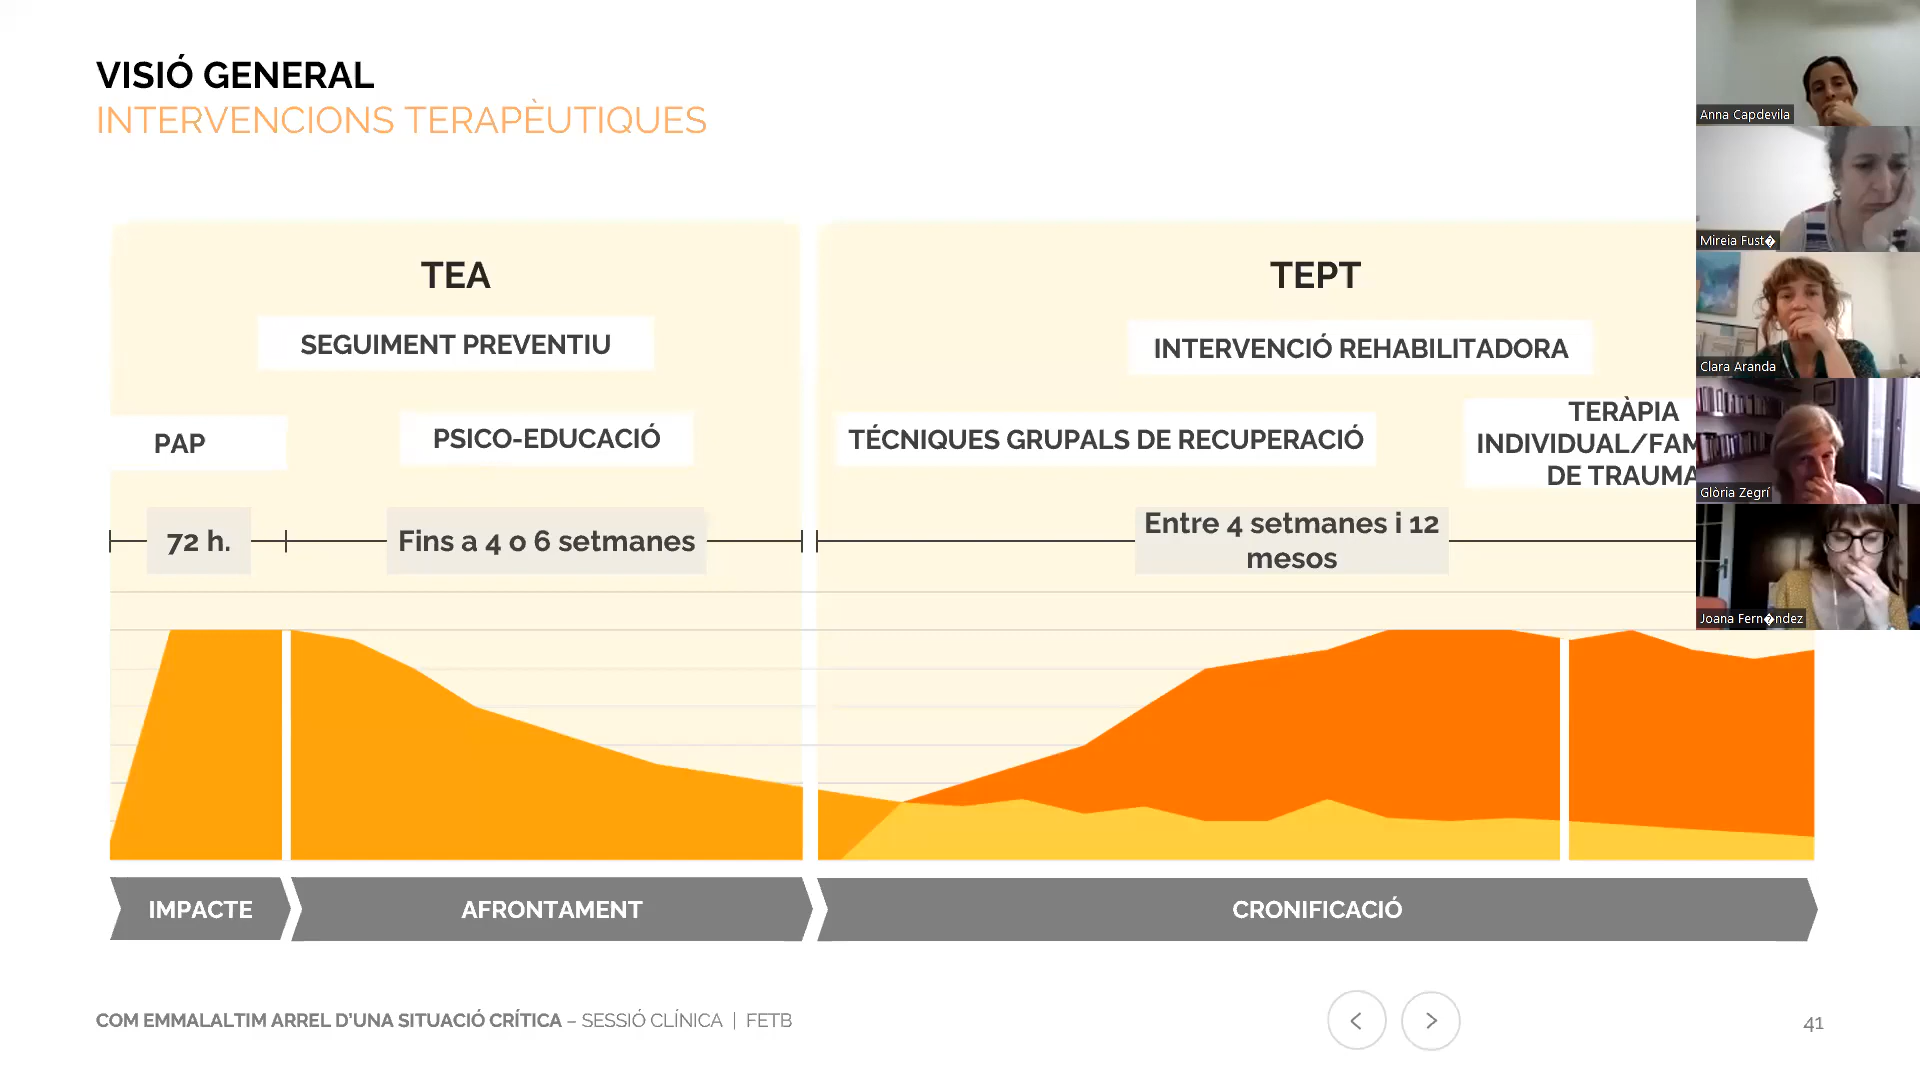 VISIÓ GENERAL
INTERVENCIONS TERAPÈUTIQUES
TEA
SEGUIMENT PREVENTIU
PAP
PSICO-EDUCACIÓ
72 h.
Fins a 4 o 6 setmanes
TEPT
INTERVENCIÓ REHABILITADORA
TÉCNIQUES GRUPALS DE RECUPERACIÓ
TERÀPIA
INDIVIDUAL/FAM
DE TRAUMA
Entre 4 setmanes i 12
mesos
IMPACTE
AFRONTAMENT
CRONIFICACIÓ
COM EMMALALTIM ARREL D'UNA SITUACIÓ CRÍTICA – SESSIÓ CLÍNICA | FETB
41
Anna Capdevila
Mireia Fust�
Clara Aranda
Glòria Zegrí
Joana Fern�ndez